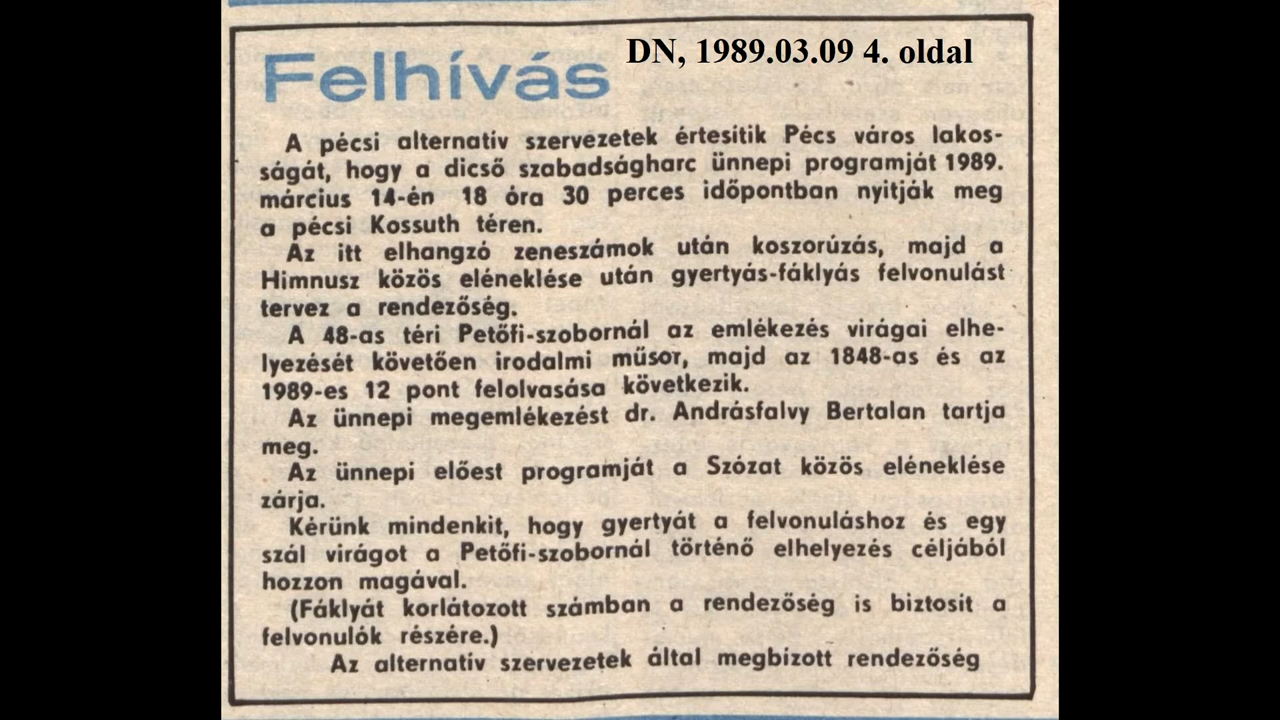 Felhívás
DN, 1989.03.09 4. oldal
A pécsi alternativ szervezetek értesitik Pécs város lakos-
ságát, hogy a dicső szabadságharc ünnepi programját 1989.
március 14-én 18 óra 30 perces időpontban nyitják meg
a pécsi Kossuth téren.
Az itt elhangzó zeneszámok után koszorúzás, majd a
Himnusz közös eléneklése után gyertyás-fáklyás felvonulást
tervez a rendezőség.
A 48-as téri Petőfi-szobornál az emlékezés virágai elhe-
lyezését követően irodalmi műsor, majd az 1848-as és az
1989-es 12 pont felolvasása következik.
Az ünnepi megemlékezést dr. Andrásfalvy Bertalan tartja
meg.
Az ünnepi előest programját a Szózat közös eléneklése
zárja.
Kérünk mindenkit, hogy gyertyát a felvonuláshoz és egy
szál virágot a Petőfi-szobornál történő elhelyezés céljából
hozzon magával.
(Fáklyát korlátozott számban a rendezőség is biztosit a
felvonulók részére.)
Az alternativ szervezetek által megbizott rendezőség